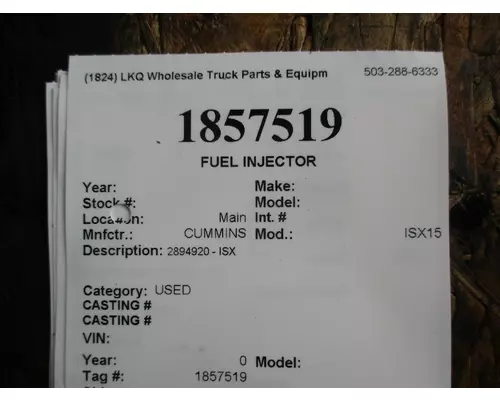 (1824) LKQ Wholesale Truck Parts & Equipm 503-288-6333
1857519
FUEL INJECTOR
Year: Make:
Stock #: Model:
Location: Main Int. #
Mnfctr.: CUMMINS Mod.: ISX15
Description: 2894920 - ISX
Category: USED
CASTING #
CASTING #
VIN:
Year: 0 Model:
Tag #: 1857519